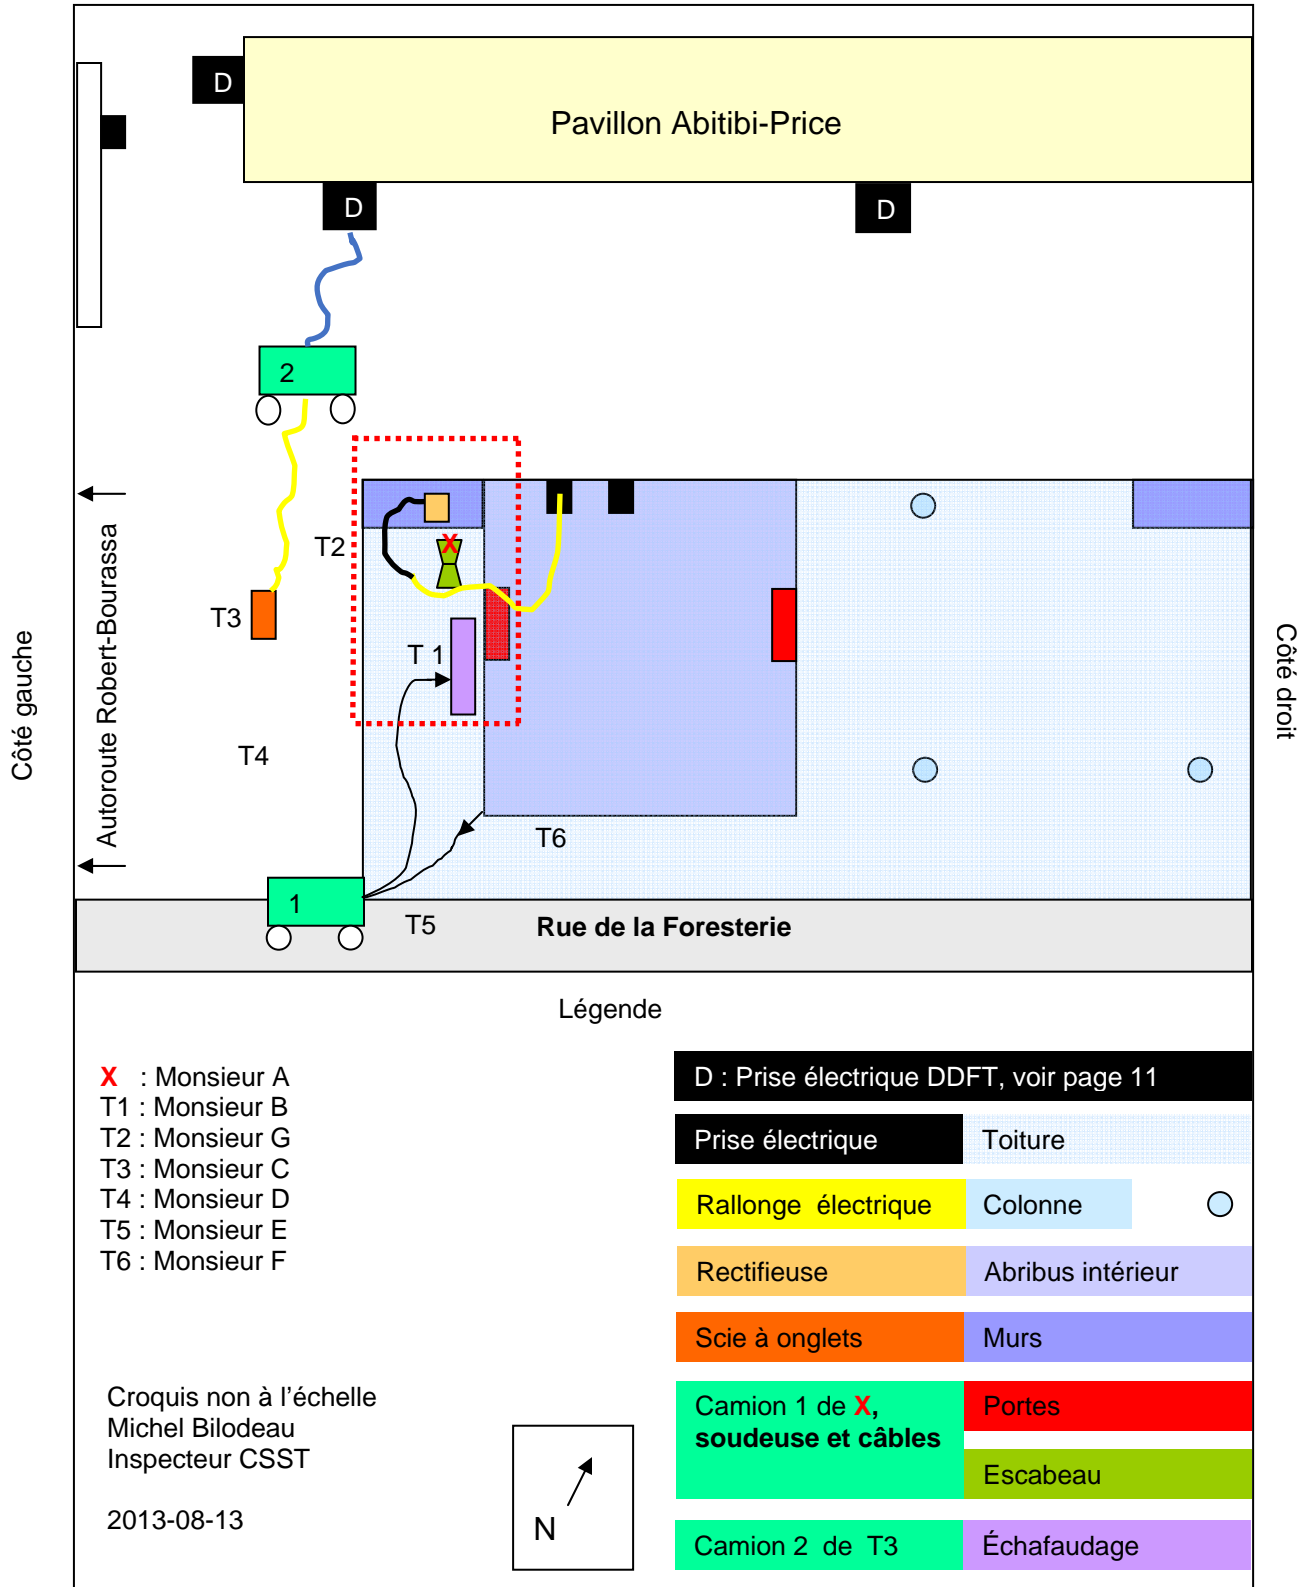 D
Pavillon Abitibi-Price
D
D
2
T2
T3
T 1
T4
T6
1
T5
Rue de la Foresterie
Côté gauche
Autoroute Robert-Bourassa
Côté droit
X
Légende
X : Monsieur A
T1 : Monsieur B
T2 : Monsieur G
T3 : Monsieur C
T4 : Monsieur D
T5 : Monsieur E
T6 : Monsieur F
Croquis non à l’échelle
Michel Bilodeau
Inspecteur CSST
2013-08-13
N
D : Prise électrique DDFT, voir page 11
Prise électrique
Toiture
Rallonge électrique
Colonne
Rectifieuse
Abribus intérieur
Scie à onglets
Murs
Camion 1 de X,
soudeuse et câbles
Portes
Escabeau
Camion 2 de T3
Échafaudage